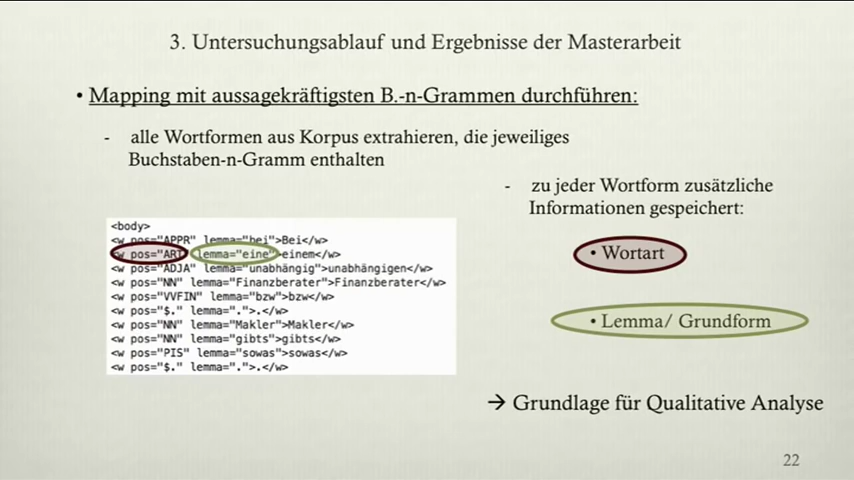 3. Untersuchungsablauf und Ergebnisse der Masterarbeit
• Mapping mit aussagekräftigsten B.-n-Grammen durchführen:
- alle Wortformen aus Korpus extrahieren, die jeweiliges
Buchstaben-n-Gramm enthalten
- zu jeder Wortform zusätzliche
Informationen gespeichert:
<body>
<w pos="APPR" lemma="bei">Bei</w>
<w pos="ART" lemma="eine">einem</w>
<w pos="ADJA" lemma="unabhängig">unabhängigen</w>
<w pos="NN" lemma="Finanzberater">Finanzberater</w>
<w pos="VVFIN" lemma="bzw">bzw</w>
<w pos="$." lemma=".">.</w>
<w pos="NN" lemma="Makler">Makler</w>
<w pos="NN" lemma="gibts">gibts</w>
<w pos="PIS" lemma="sowas">sowas</w>
<w pos="$." lemma=".">.</w>
• Wortart
• Lemma/ Grundform
→ Grundlage für Qualitative Analyse
22